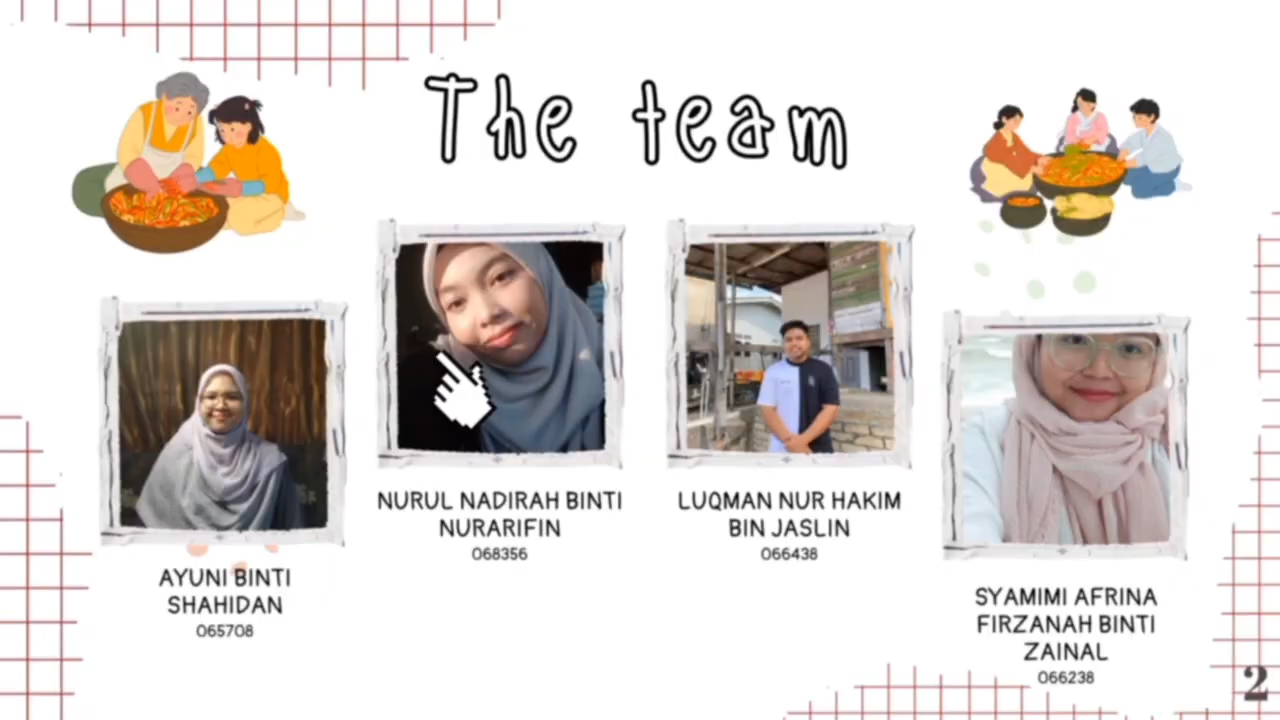 The team
AYUNI BINTI
SHAHIDAN
065708
NURUL NADIRAH BINTI
NURARIFIN
068356
LUQMAN NUR HAKIM
BIN JASLIN
066438
SYAMIMI AFRINA
FIRZANAH BINTI
ZAINAL
066238
2